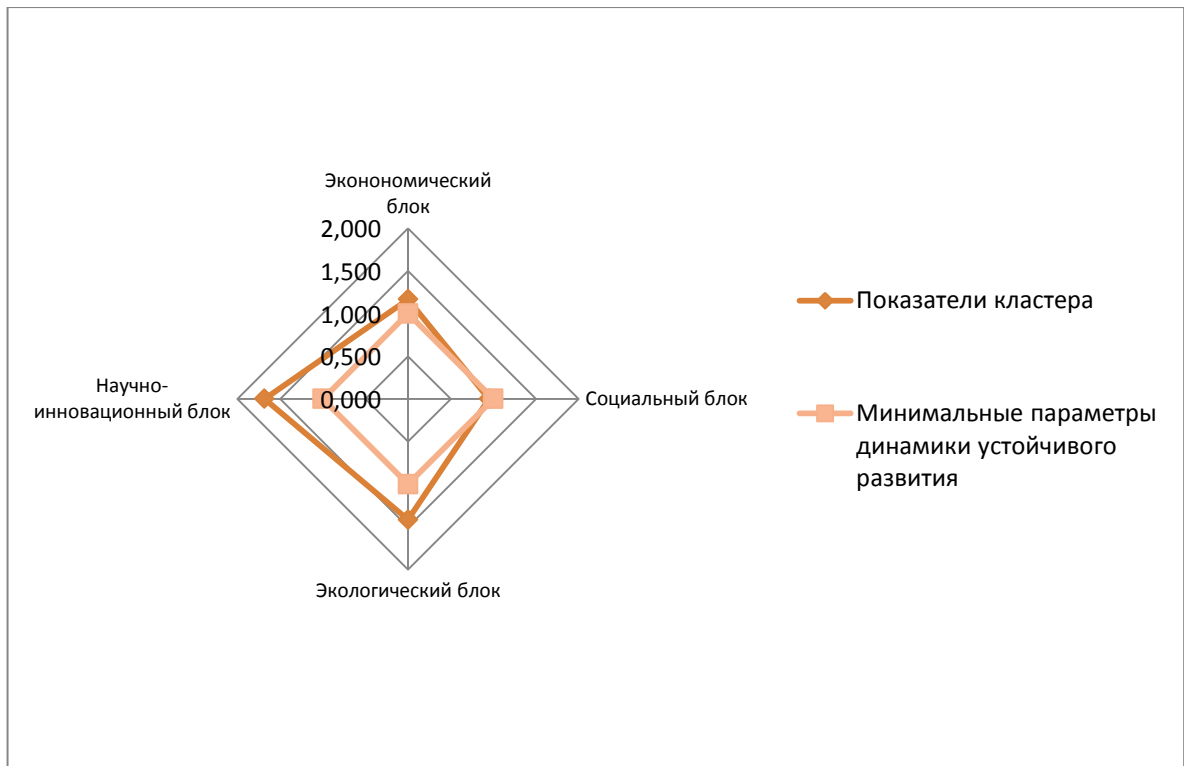 Эконономический
блок
2,000
1,500
1,000
0,500
0,000
Научно-
инновационный блок
Социальный блок
Экологический блок
Показатели кластера
Минимальные параметры
динамики устойчивого
развития